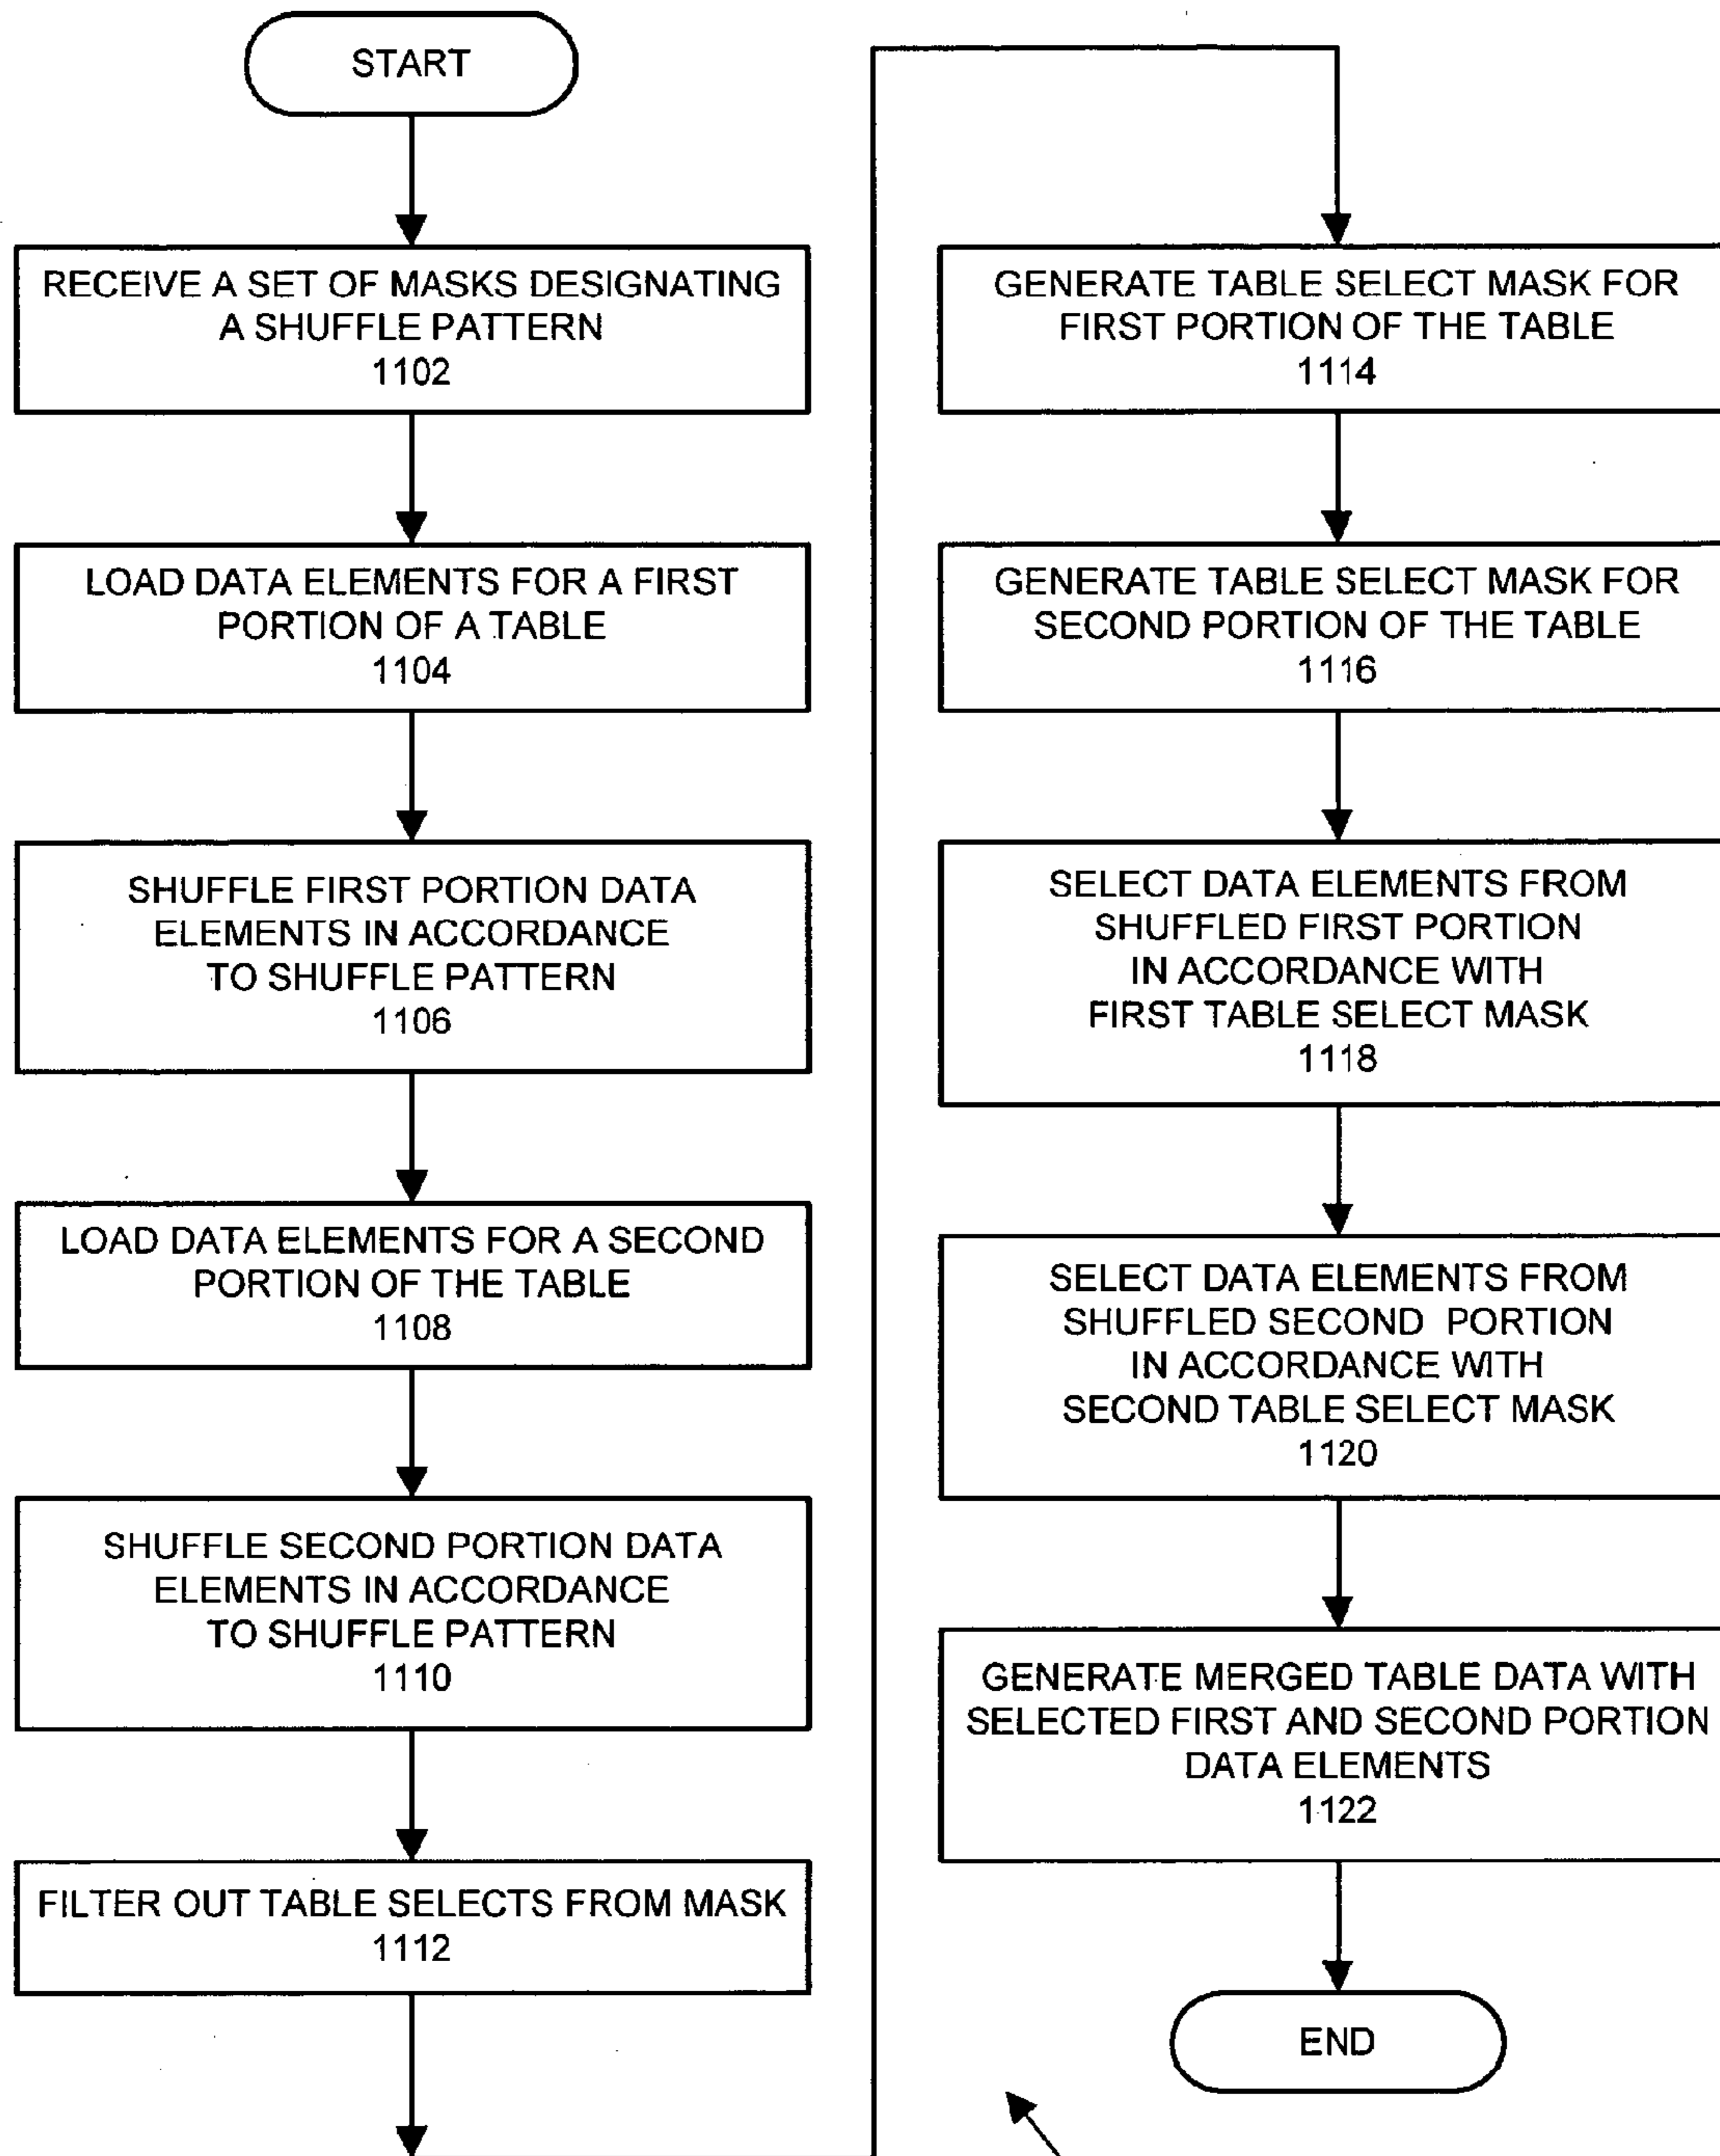 START
RECEIVE A SET OF MASKS DESIGNATING
A SHUFFLE PATTERN
1102
LOAD DATA ELEMENTS FOR A FIRST
PORTION OF A TABLE
1104
SHUFFLE FIRST PORTION DATA
ELEMENTS IN ACCORDANCE
TO SHUFFLE PATTERN
1106
LOAD DATA ELEMENTS FOR A SECOND
PORTION OF THE TABLE
1108
SHUFFLE SECOND PORTION DATA
ELEMENTS IN ACCORDANCE
TO SHUFFLE PATTERN
1110
FILTER OUT TABLE SELECTS FROM MASK
1112
GENERATE TABLE SELECT MASK FOR
FIRST PORTION OF THE TABLE
1114
GENERATE TABLE SELECT MASK FOR
SECOND PORTION OF THE TABLE
1116
SELECT DATA ELEMENTS FROM
SHUFFLED FIRST PORTION
IN ACCORDANCE WITH
FIRST TABLE SELECT MASK
1118
SELECT DATA ELEMENTS FROM
SHUFFLED SECOND PORTION
IN ACCORDANCE WITH
SECOND TABLE SELECT MASK
1120
GENERATE MERGED TABLE DATA WITH
SELECTED FIRST AND SECOND PORTION
DATA ELEMENTS
1122
END